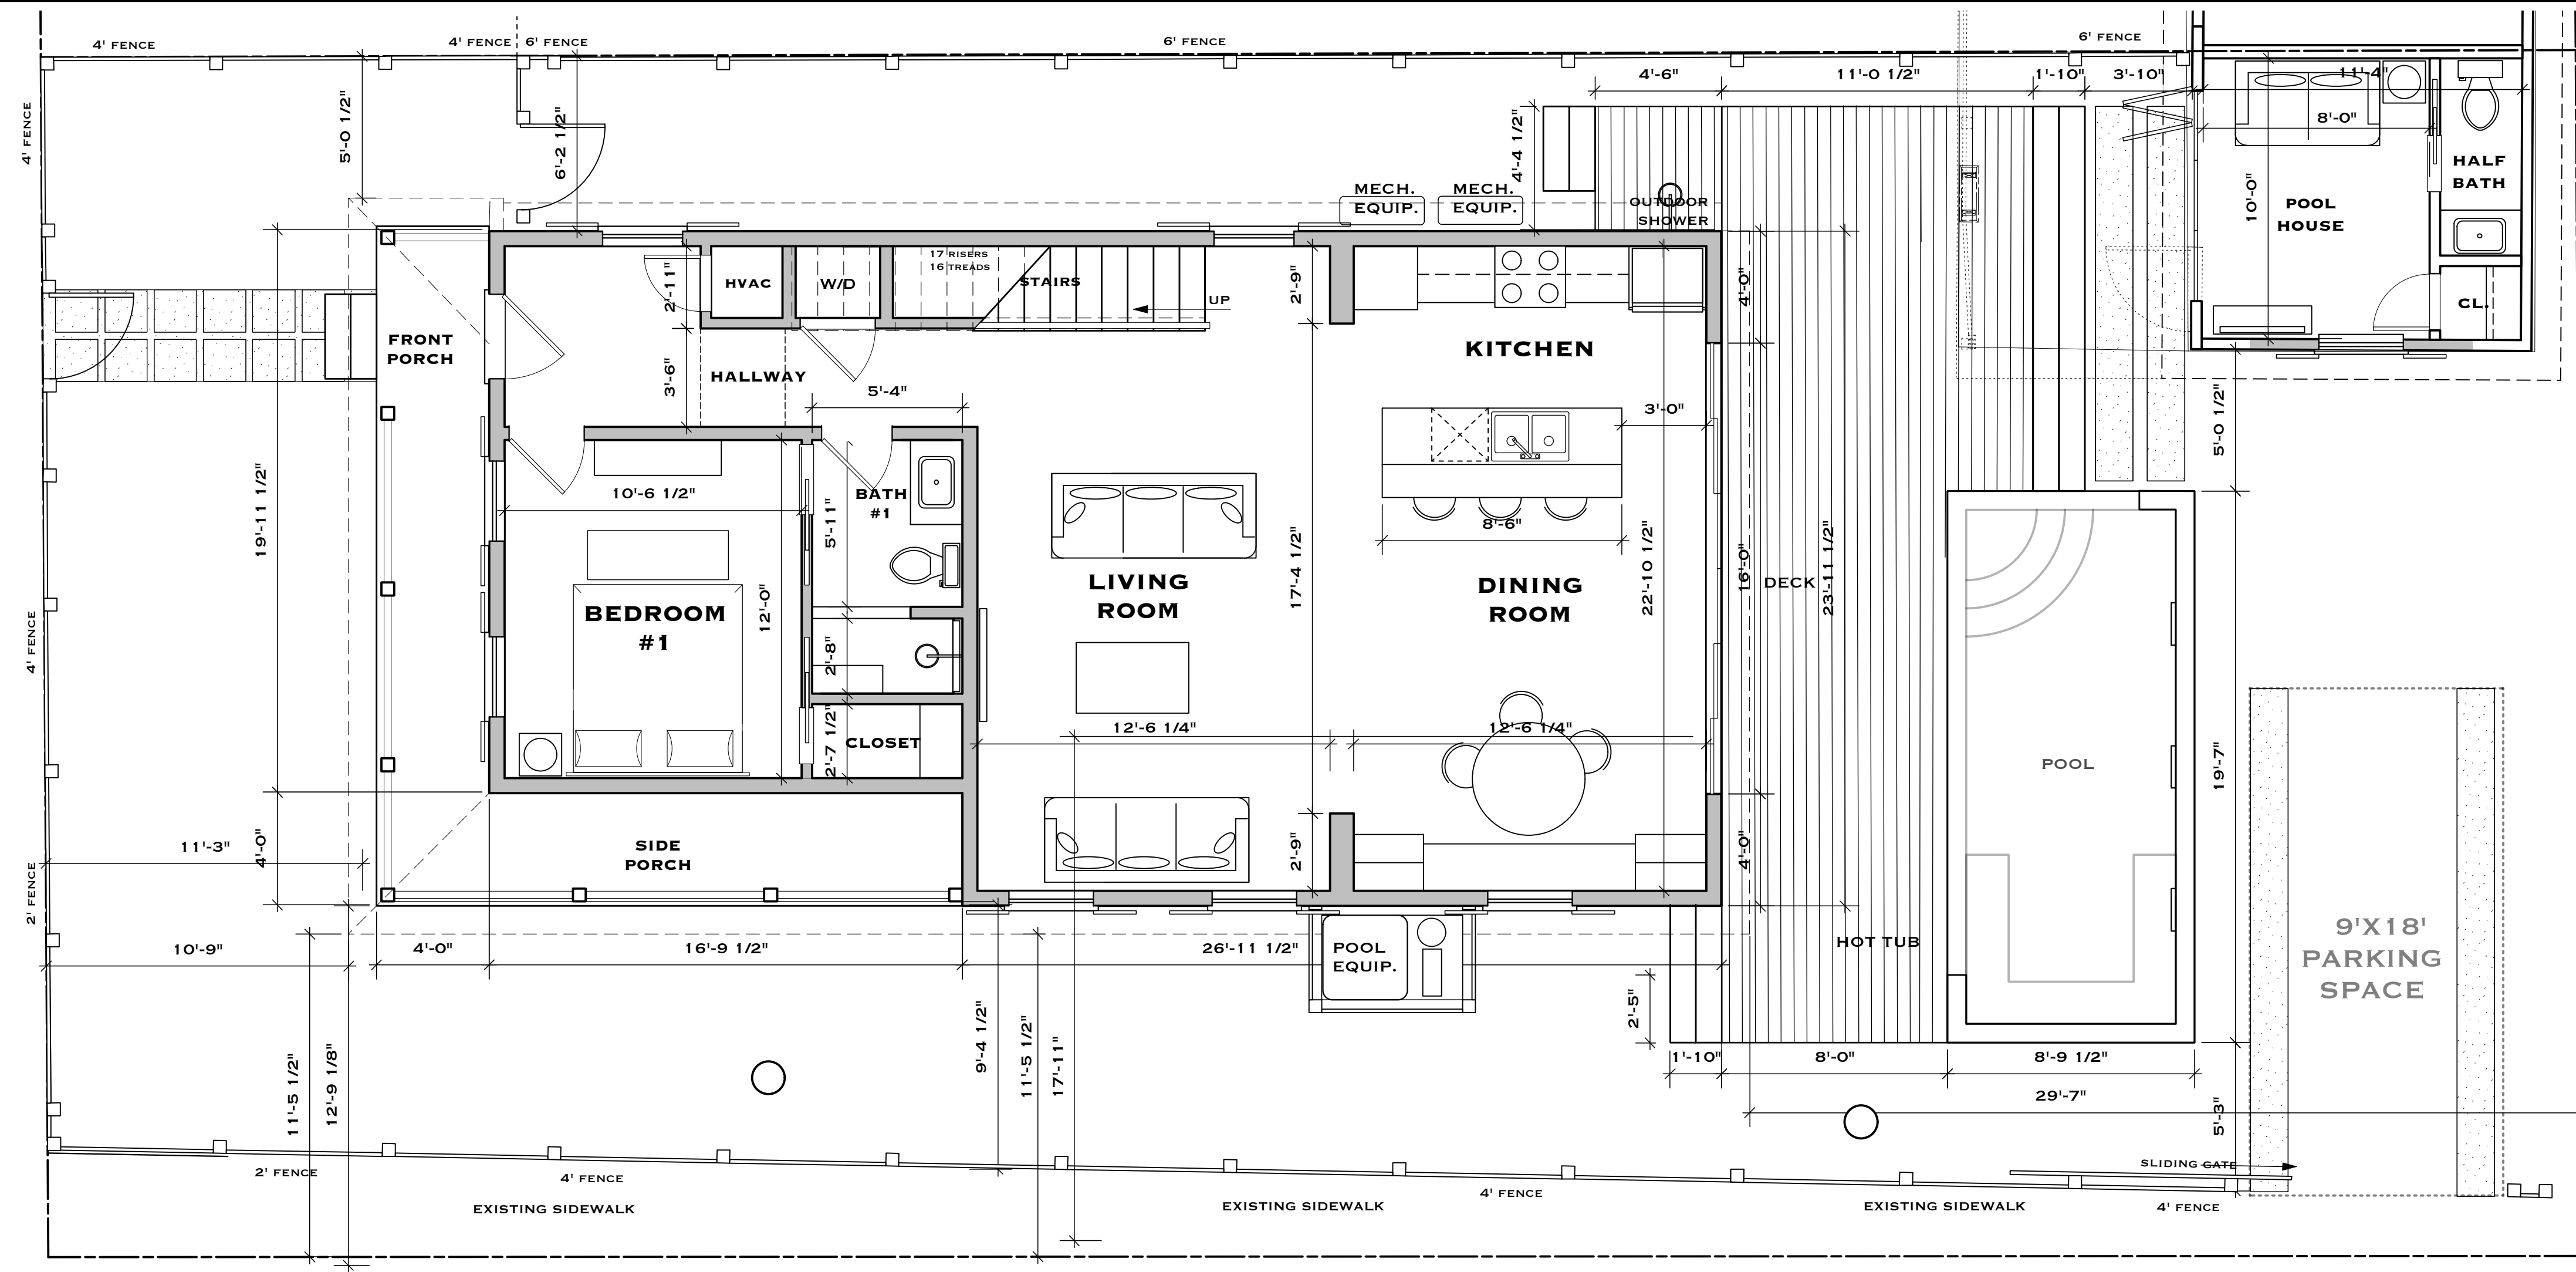 4' FENCE
4' FENCE
6' FENCE
6' FENCE
6' FENCE
4'-6"
11'-0 1/2"
1'-10"
3'-10"
11'-4"
8'-0"
4' FENCE
5'-0 1/2"
6'-2 1/2"
4'-4 1/2"
10'-0"
HALF
BATH
POOL
HOUSE
CL.
MECH.
EQUIP.
MECH.
EQUIP.
OUTDOOR
SHOWER
17 RISERS
16 TREADS
STAIRS
UP
HVAC
W/D
2'-11"
2'-9"
4'-0"
FRONT
PORCH
KITCHEN
HALLWAY
3'-6"
5'-4"
3'-0"
5'-0 1/2"
19'-11 1/2"
10'-6 1/2"
BATH
#1
5'-11"
8'-6"
17'-4 1/2"
22'-10 1/2"
16'-0"
DECK
23'-11 1/2"
LIVING
ROOM
DINING
ROOM
BEDROOM
#1
12'-0"
2'-8"
4' FENCE
12'-6 1/4"
12'-6 1/4"
2'-7 1/2"
CLOSET
POOL
19'-7"
11'-3"
4'-0"
SIDE
PORCH
2'-9"
4'-0"
2' FENCE
10'-9"
4'-0"
16'-9 1/2"
26'-11 1/2"
POOL
EQUIP.
HOT TUB
9'X18'
PARKING
SPACE
2'-5"
9'-4 1/2"
11'-5 1/2"
17'-11"
11'-5 1/2"
12'-9 1/8"
1'-10"
8'-0"
8'-9 1/2"
29'-7"
5'-3"
SLIDING GATE
2' FENCE
4' FENCE
4' FENCE
4' FENCE
EXISTING SIDEWALK
EXISTING SIDEWALK
EXISTING SIDEWALK